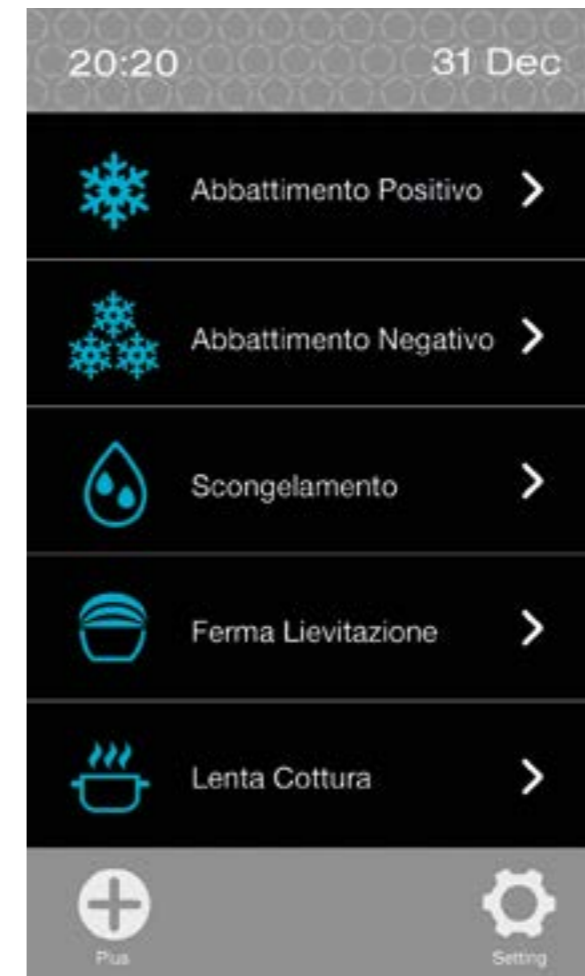 20:20 31 Dec
Abbattimento Positivo
Abbattimento Negativo
Scongelamento
Ferma Lievitazione
Lenta Cottura
Plus Setting